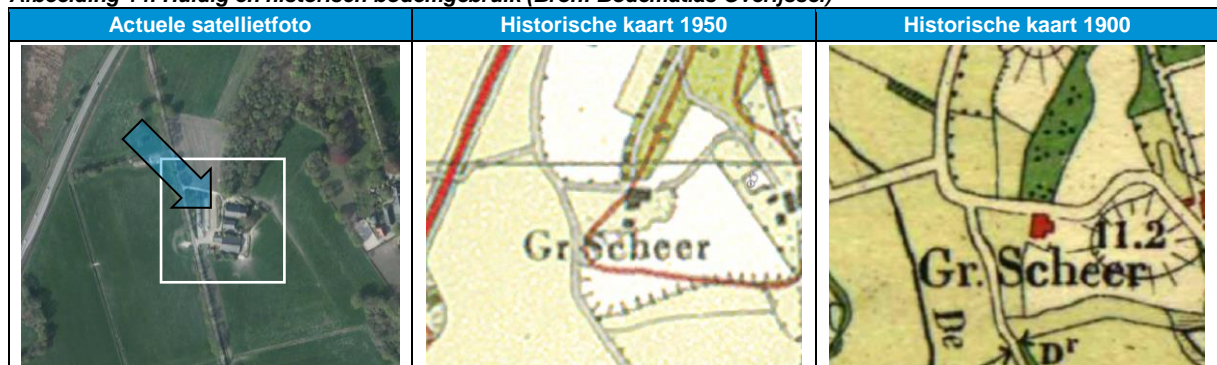 Actuele satellietfoto
Historische kaart 1950
Historische kaart 1900
Gr. Scheer
Gr. Scheer
11.2
De
Dr